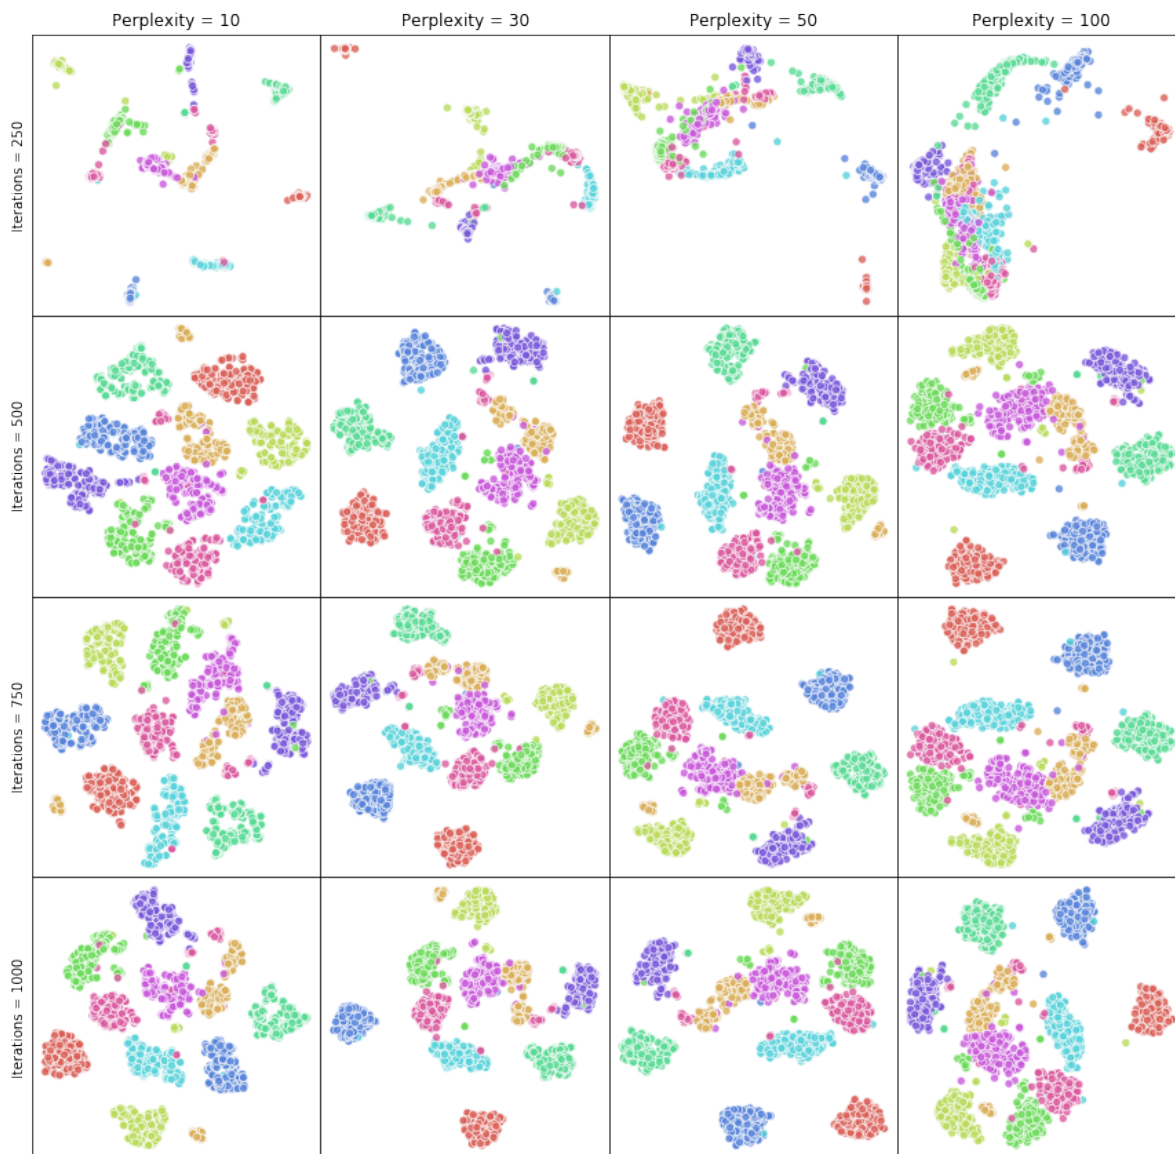 Perplexity = 10
Perplexity = 30
Perplexity = 50
Perplexity = 100
Iterations = 250
Iterations = 500
Iterations = 750
Iterations = 1000